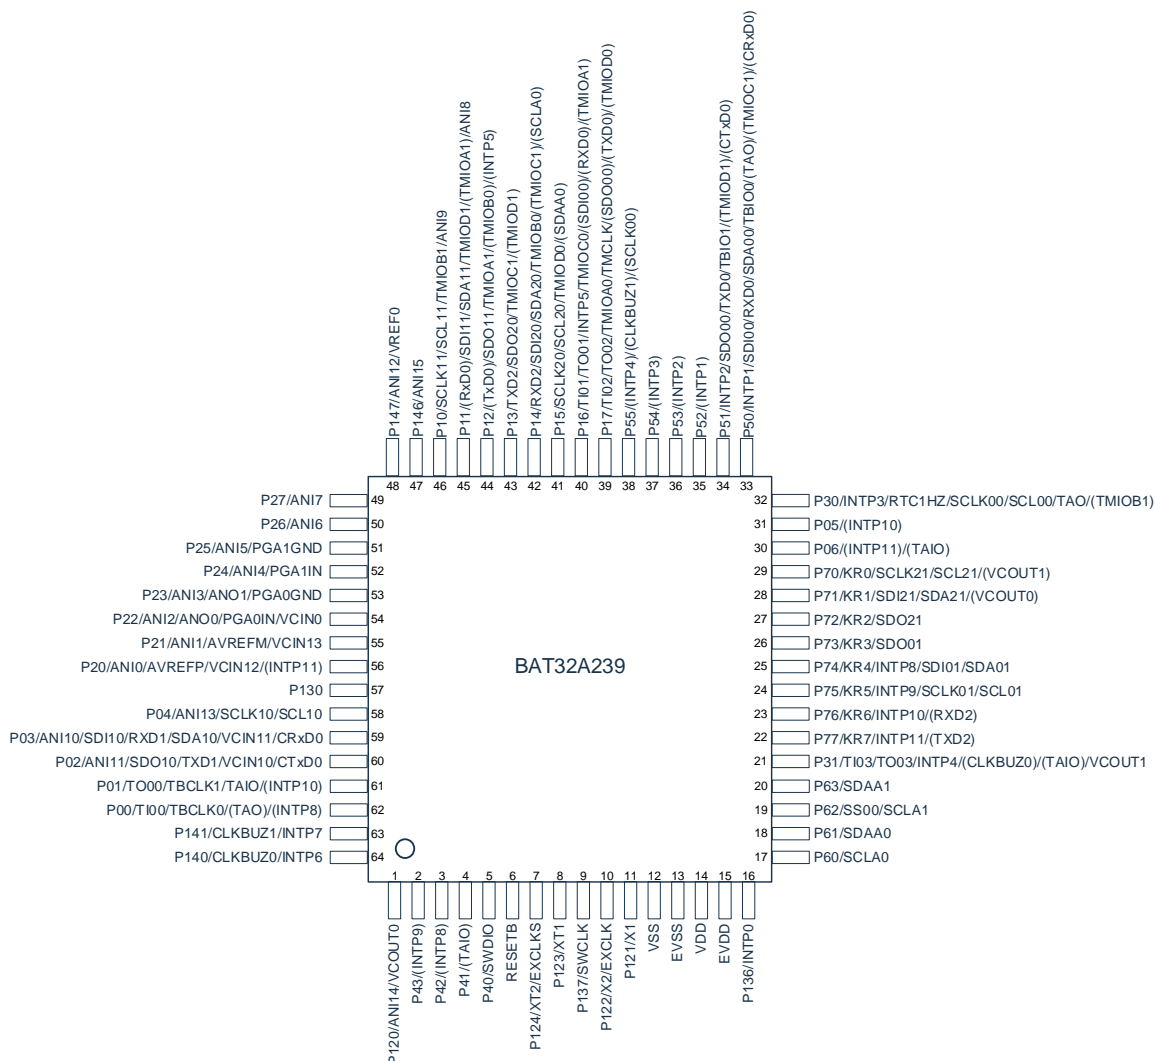 P147/ANI12/VREF0
P146/ANI15
P10/SCLK11/SCL11/TMIOB1/ANI9
P11/(RxD0)/SDI11/SDA11/TMIOD1/(TMIOA1)/ANI8
P12/(TxD0)/SDO11/TMIOA1/(TMIOB0)/(INTP5)
P13/TXD2/SDO20/TMIOC1/(TMIOD1)
P14/RXD2/SDI20/SDA20/TMIOB0/(TMIOC1)/(SCLA0)
P15/SCLK20/SCL20/TMIOD0/(SDAA0)
P16/TI01/TO01/INTP5/TMIOC0/(SDI00)/(RXD0)/(TMIOA1)
P17/TI02/TO02/TMIOA0/TMCLK/(SDO00)/(TXD0)/(TMIOD0)
P55/(INTP4)/(CLKBUZ1)/(SCLK00)
P54/(INTP3)
P53/(INTP2)
P52/(INTP1)
P51/INTP2/SDO00/TXD0/TBIO1/(TMIOD1)/(CTxD0)
P50/INTP1/SDI00/RXD0/SDA00/TBIO0/(TAO)/(TMIOC1)/(CRxD0)
48 47 46 45 44 43 42 41 40 39 38 37 36 35 34 33
P27/ANI7 49
P26/ANI6 50
P25/ANI5/PGA1GND 51
P24/ANI4/PGA1IN 52
P23/ANI3/ANO1/PGA0GND 53
P22/ANI2/ANO0/PGA0IN/VCIN0 54
P21/ANI1/AVREFM/VCIN13 55
P20/ANI0/AVREFP/VCIN12/(INTP11) 56
P130 57
P04/ANI13/SCLK10/SCL10 58
P03/ANI10/SDI10/RXD1/SDA10/VCIN11/CRxD0 59
P02/ANI11/SDO10/TXD1/VCIN10/CTxD0 60
P01/TO00/TBCLK1/TAIO/(INTP10) 61
P00/TI00/TBCLK0/(TAO)/(INTP8) 62
P141/CLKBUZ1/INTP7 63
P140/CLKBUZ0/INTP6 64
BAT32A239
32 P30/INTP3/RTC1HZ/SCLK00/SCL00/TAO/(TMIOB1)
31 P05/(INTP10)
30 P06/(INTP11)/(TAIO)
29 P70/KR0/SCLK21/SCL21/(VCOUT1)
28 P71/KR1/SDI21/SDA21/(VCOUT0)
27 P72/KR2/SDO21
26 P73/KR3/SDO01
25 P74/KR4/INTP8/SDI01/SDA01
24 P75/KR5/INTP9/SCLK01/SCL01
23 P76/KR6/INTP10/(RXD2)
22 P77/KR7/INTP11/(TXD2)
21 P31/TI03/TO03/INTP4/(CLKBUZ0)/(TAIO)/VCOUT1
20 P63/SDAA1
19 P62/SS00/SCLA1
18 P61/SDAA0
17 P60/SCLA0
1 2 3 4 5 6 7 8 9 10 11 12 13 14 15 16
P120/ANI14/VCOUT0
P43/(INTP9)
P42/(INTP8)
P41/(TAIO)
P40/SWDIO
RESETB
P124/XT2/EXCLKS
P123/XT1
P137/SWCLK
P122/X2/EXCLK
P121/X1
VSS
EVSS
VDD
EVDD
P136/INTP0